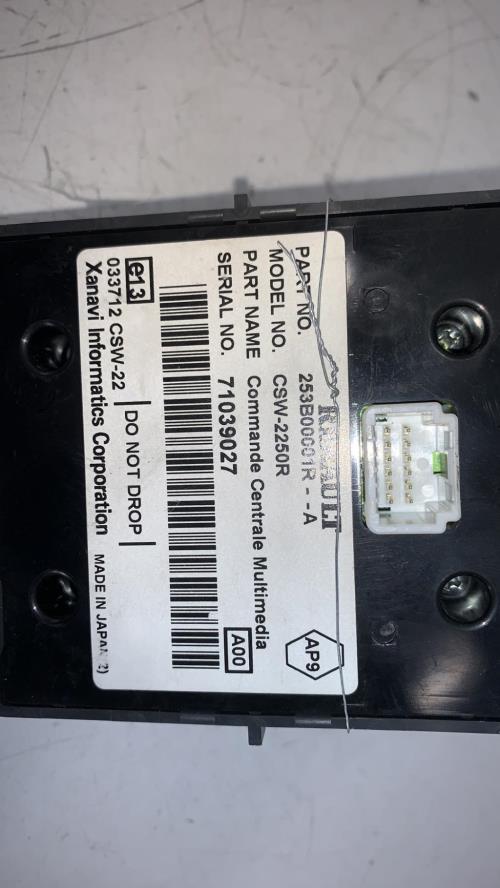 RENAULT
PART NO. 253B00001R--A
MODEL NO. CSW-2250R
PART NAME Commande Centrale Multimedia
SERIAL NO. 71039027
AP9
A00
e13
033712 CSW-22
DO NOT DROP
Xanavi Informatics Corporation MADE IN JAPAN